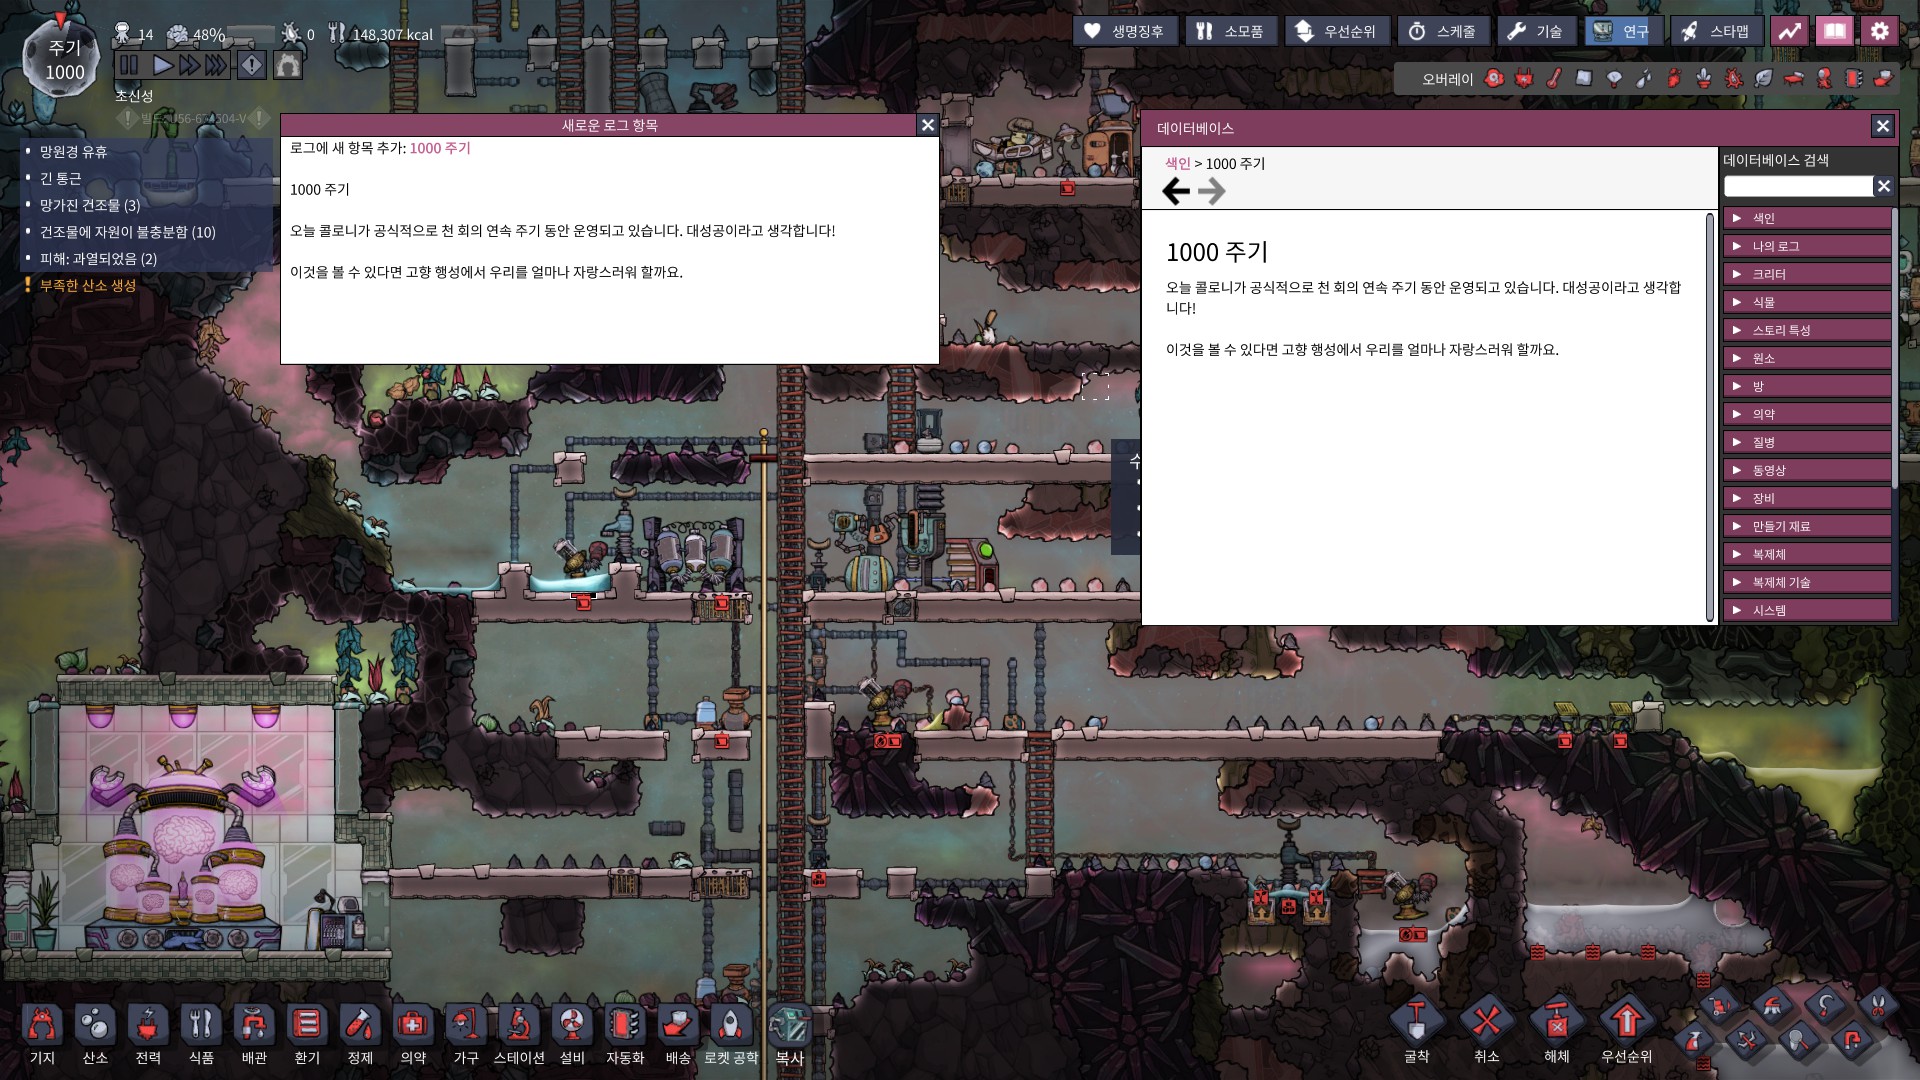 주기
1000
14
48%
0
148,307 kcal
초신성
망원경 유휴
긴 통근
망가진 건조물 (3)
건조물에 자원이 불충분함 (10)
피해: 과열되었음 (2)
부족한 산소 생성
새로운 로그 항목
로그에 새 항목 추가: 1000 주기
1000 주기
오늘 콜로니가 공식적으로 천 회의 연속 주기 동안 운영되고 있습니다. 대성공이라고 생각합니다!
이것을 볼 수 있다면 고향 행성에서 우리를 얼마나 자랑스러워 할까요.
생명징후
소모품
우선순위
스케줄
기술
연구
스타맵
오버레이
데이터베이스
색인 > 1000 주기
1000 주기
오늘 콜로니가 공식적으로 천 회의 연속 주기 동안 운영되고 있습니다. 대성공이라고 생각합
니다!
이것을 볼 수 있다면 고향 행성에서 우리를 얼마나 자랑스러워 할까요.
데이터베이스 검색
색인
나의 로그
크리터
식물
스토리 특성
원소
방
의약
질병
동영상
장비
만들기 재료
복제체
복제체 기술
시스템
기지
산소
전력
식품
배관
환기
정제
의약
가구
스테이션
설비
자동화
배송
로켓 공학
복사
굴착
취소
해체
우선순위